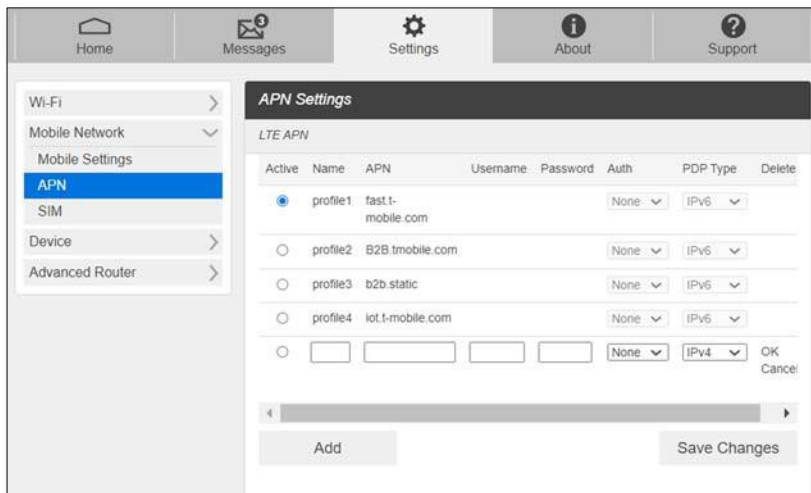 3
Home Messages Settings About Support
Wi-Fi
Mobile Network
Mobile Settings
APN
SIM
Device
Advanced Router
APN Settings
LTE APN
Active Name APN Username Password Auth PDP Type Delete
profile1 fast.t-
mobile.com None IPv6
profile2 B2B.tmobile.com None IPv6
profile3 b2b.static None IPv6
profile4 iot.t-mobile.com None IPv6
None IPv4 OK
Cancel
Add Save Changes